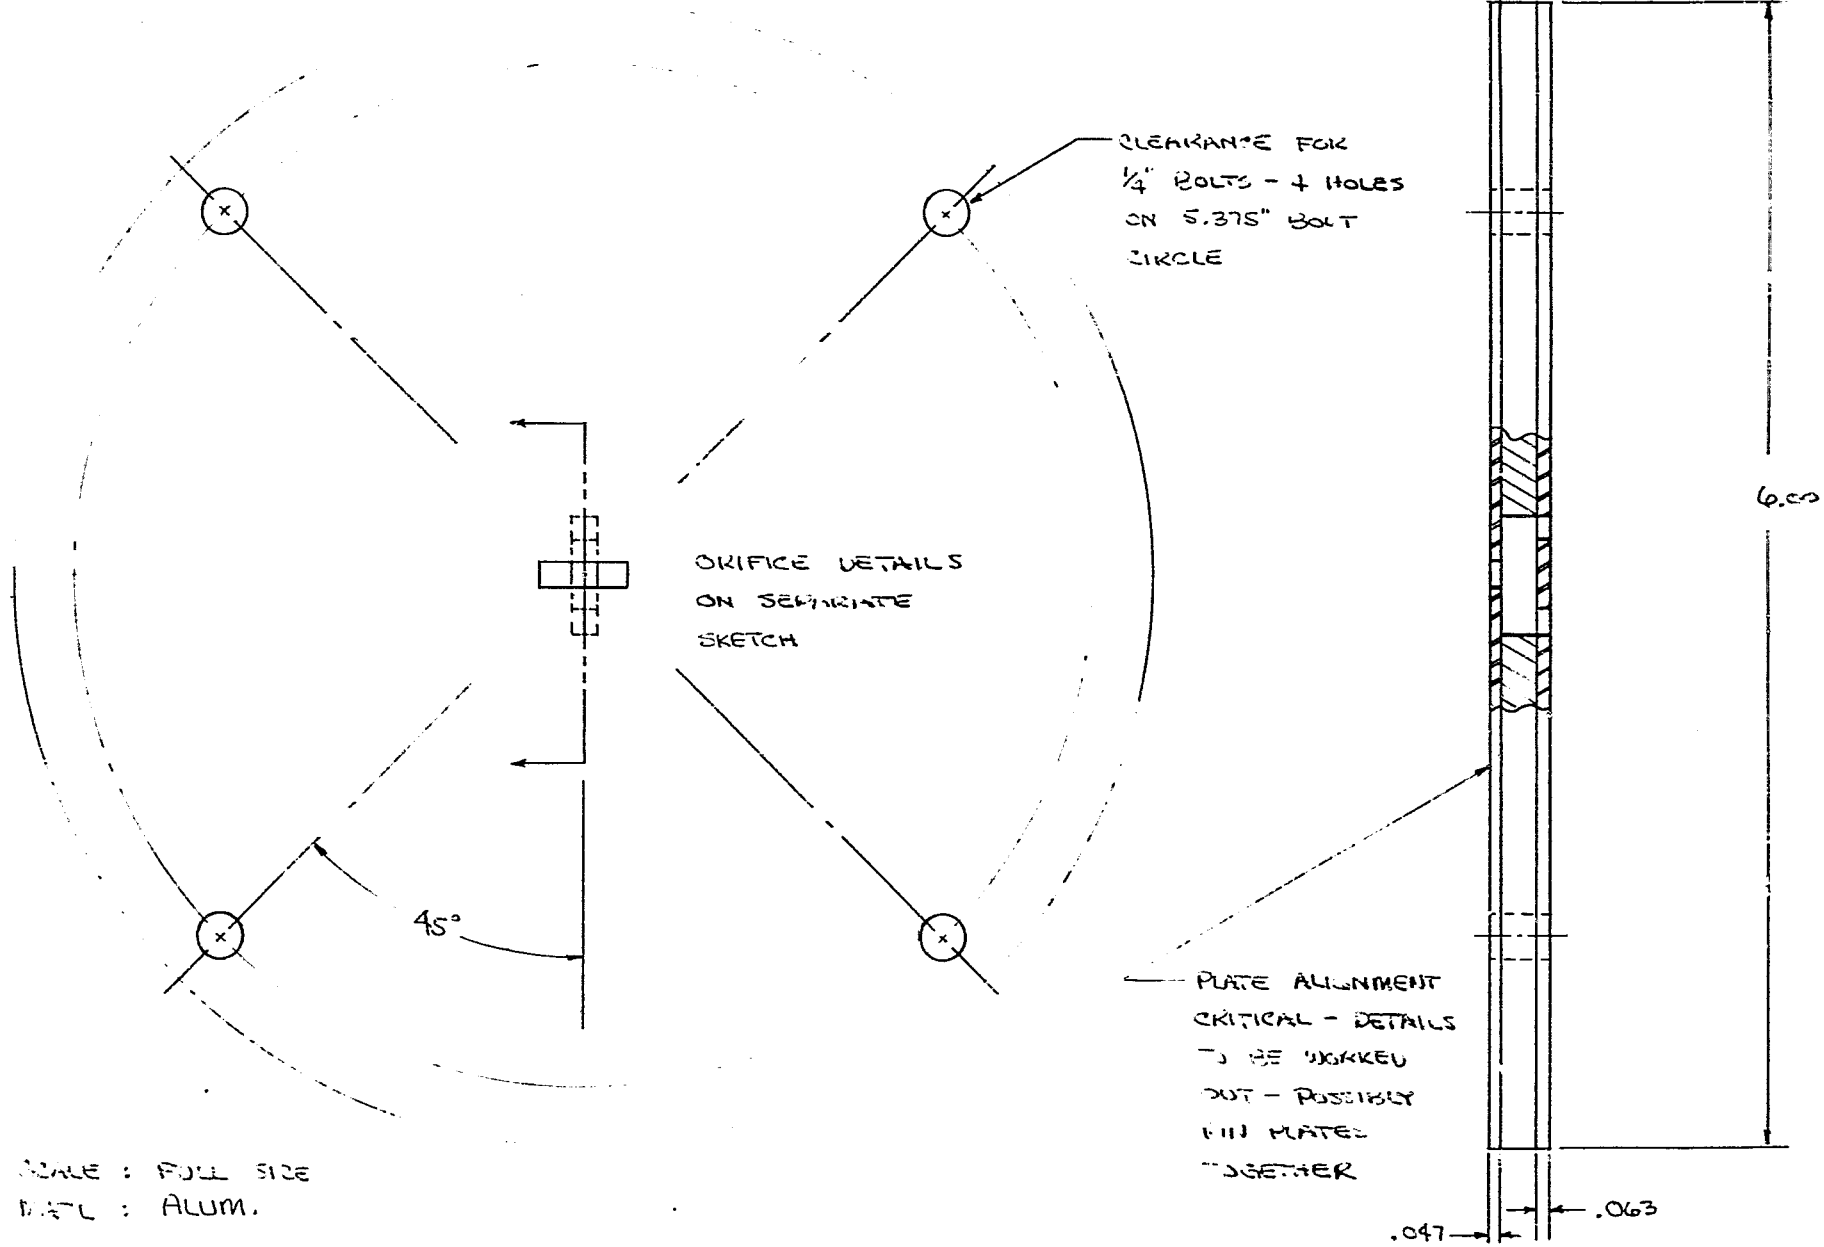 CLEARANCE FOR
1/4" BOLTS - 4 HOLES
ON 5.375" BOLT
CIRCLE
6.00
ORIFICE DETAILS
ON SEPARATE
SKETCH
45°
PLATE ALIGNMENT
CRITICAL - DETAILS
TO BE WORKED
OUT - POSSIBLY
PIN PLATES
TOGETHER
SCALE : FULL SIZE
MAT'L : ALUM.
.063
.047